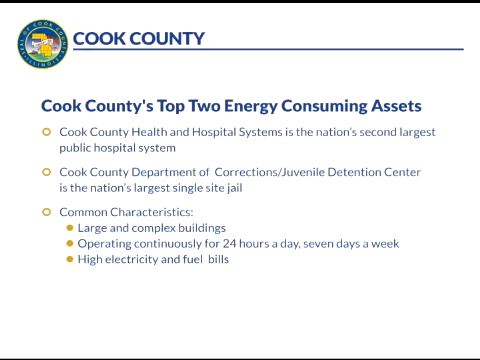 COOK COUNTY
Cook County's Top Two Energy Consuming Assets
Cook County Health and Hospital Systems is the nation's second largest
public hospital system
Cook County Department of Corrections/Juvenile Detention Center
is the nation's largest single site jail
Common Characteristics:
Large and complex buildings
Operating continuously for 24 hours a day, seven days a week
High electricity and fuel bills